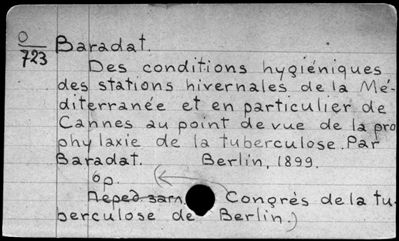 O
723
Baradat.
Des conditions hygiéniques
des stations hivernales de la Mé-
diterranée et en particulier de
Cannes au point de vue de la pro
phylaxie de la tuberculose. Par
Baradat. Berlin, 1899.
6p.
Congrès de la tu-
berculose de Berlin.)